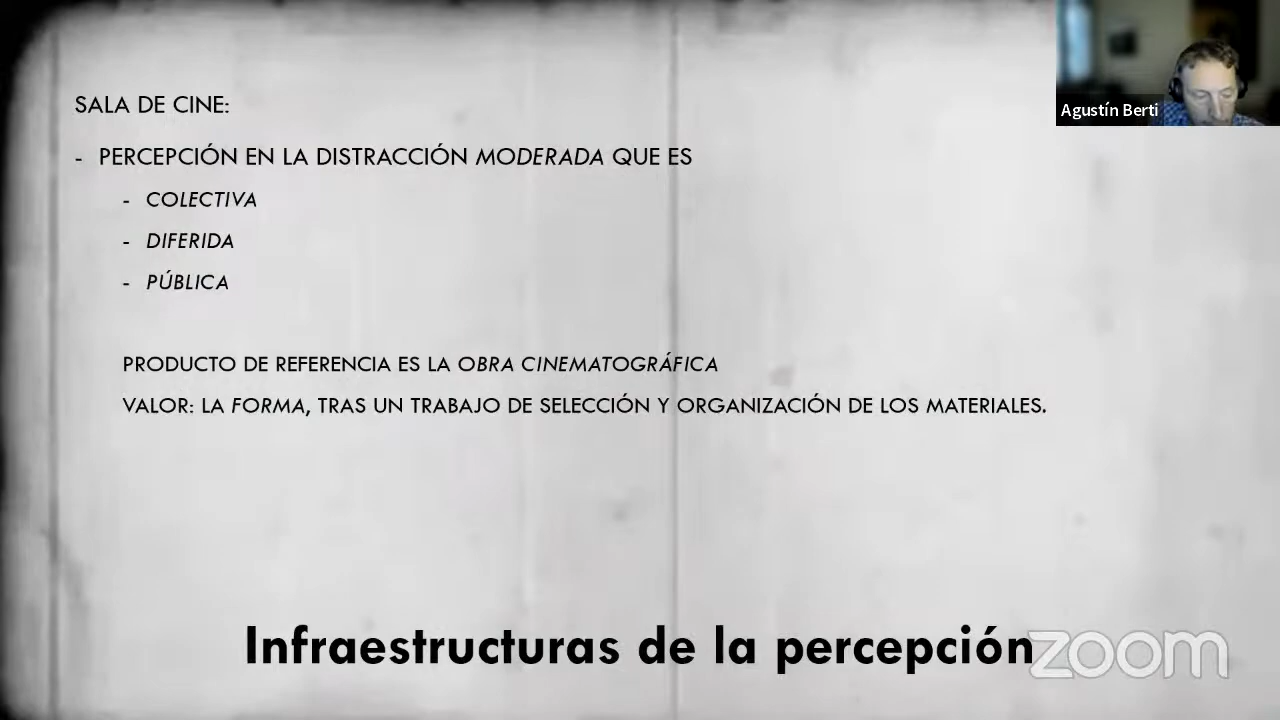 SALA DE CINE:
- PERCEPCIÓN EN LA DISTRACCIÓN MODERADA QUE ES
- COLECTIVA
- DIFERIDA
- PÚBLICA
PRODUCTO DE REFERENCIA ES LA OBRA CINEMATOGRÁFICA
VALOR: LA FORMA, TRAS UN TRABAJO DE SELECCIÓN Y ORGANIZACIÓN DE LOS MATERIALES.
Infraestructuras de la percepción
Agustín Berti
zoom